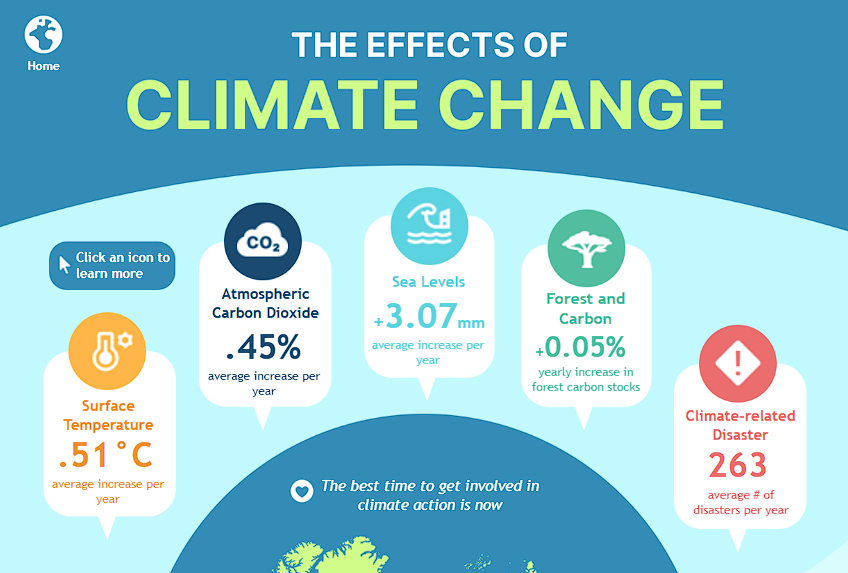 Home
THE EFFECTS OF
CLIMATE CHANGE
Click an icon to
learn more
Surface
Temperature
.51°C
average increase per
year
CO₂
Atmospheric
Carbon Dioxide
.45%
average increase per
year
Sea Levels
+3.07mm
average increase per
year
Forest and
Carbon
+0.05%
yearly increase in
forest carbon stocks
!
Climate-related
Disaster
263
average # of
disasters per year
The best time to get involved in
climate action is now